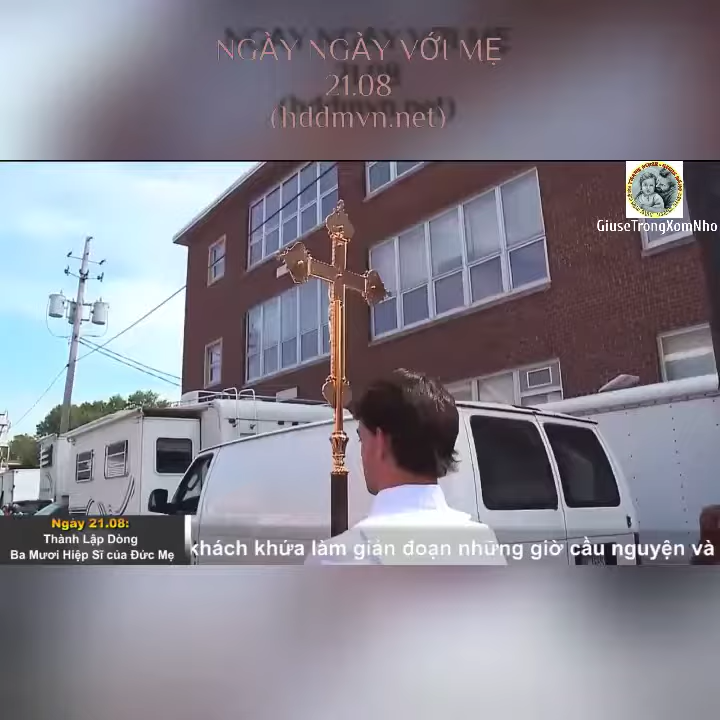 NGÀY NGÀY VỚI MẸ
21.08
(hddmvn.net)
GiuseTrongXomNho
Ngày 21.08:
Thành Lập Dòng
Ba Mươi Hiệp Sĩ của Đức Mẹ
khách khứa làm gián đoạn những giờ cầu nguyện và